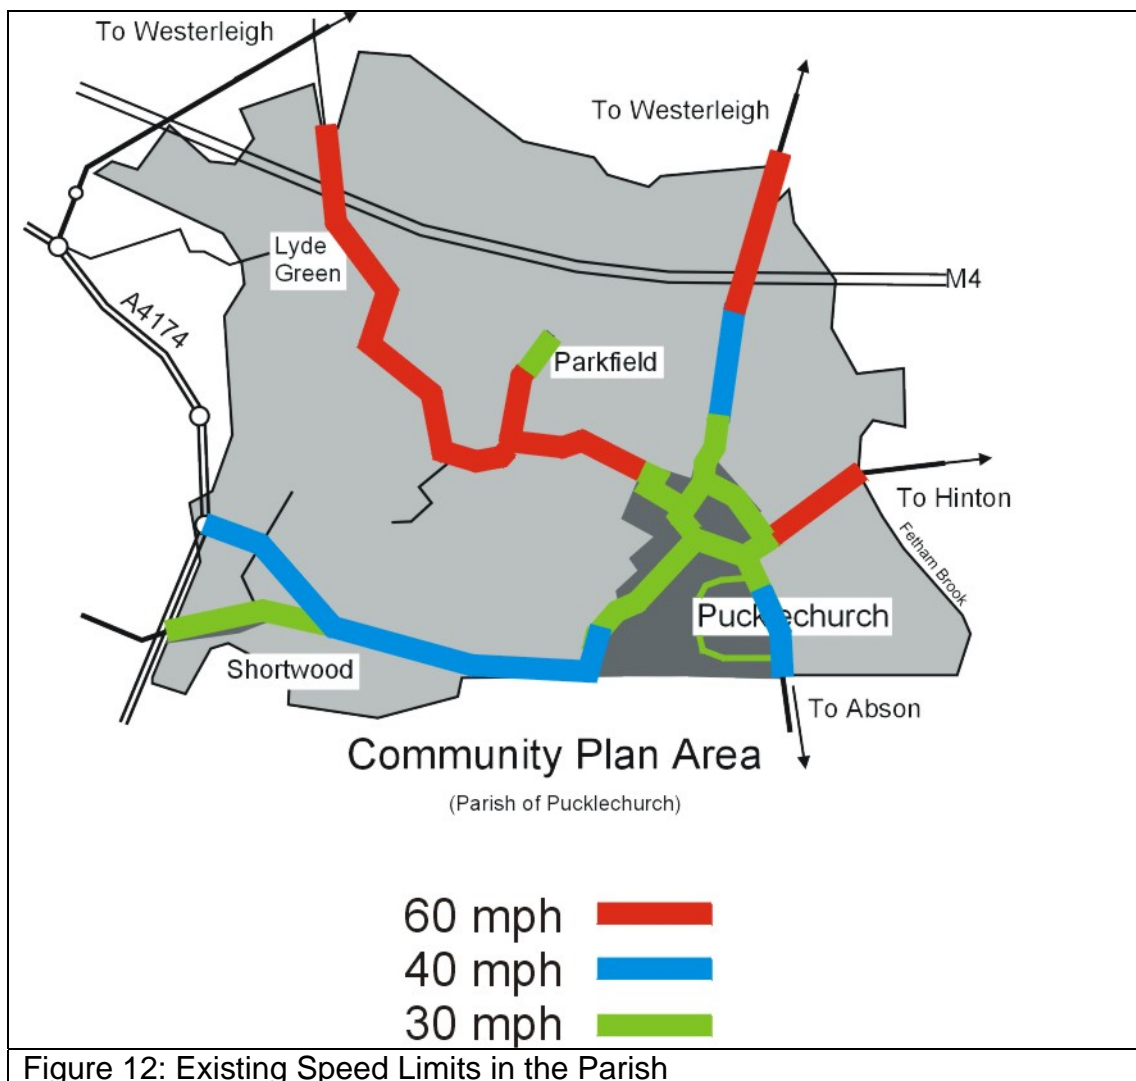 To Westerleigh
To Westerleigh
Lyde
Green
M4
A4174
Parkfield
To Hinton
Fetham Brook
Pucklechurch
Shortwood
To Abson
Community Plan Area
(Parish of Pucklechurch)
60 mph
40 mph
30 mph
Figure 12: Existing Speed Limits in the Parish